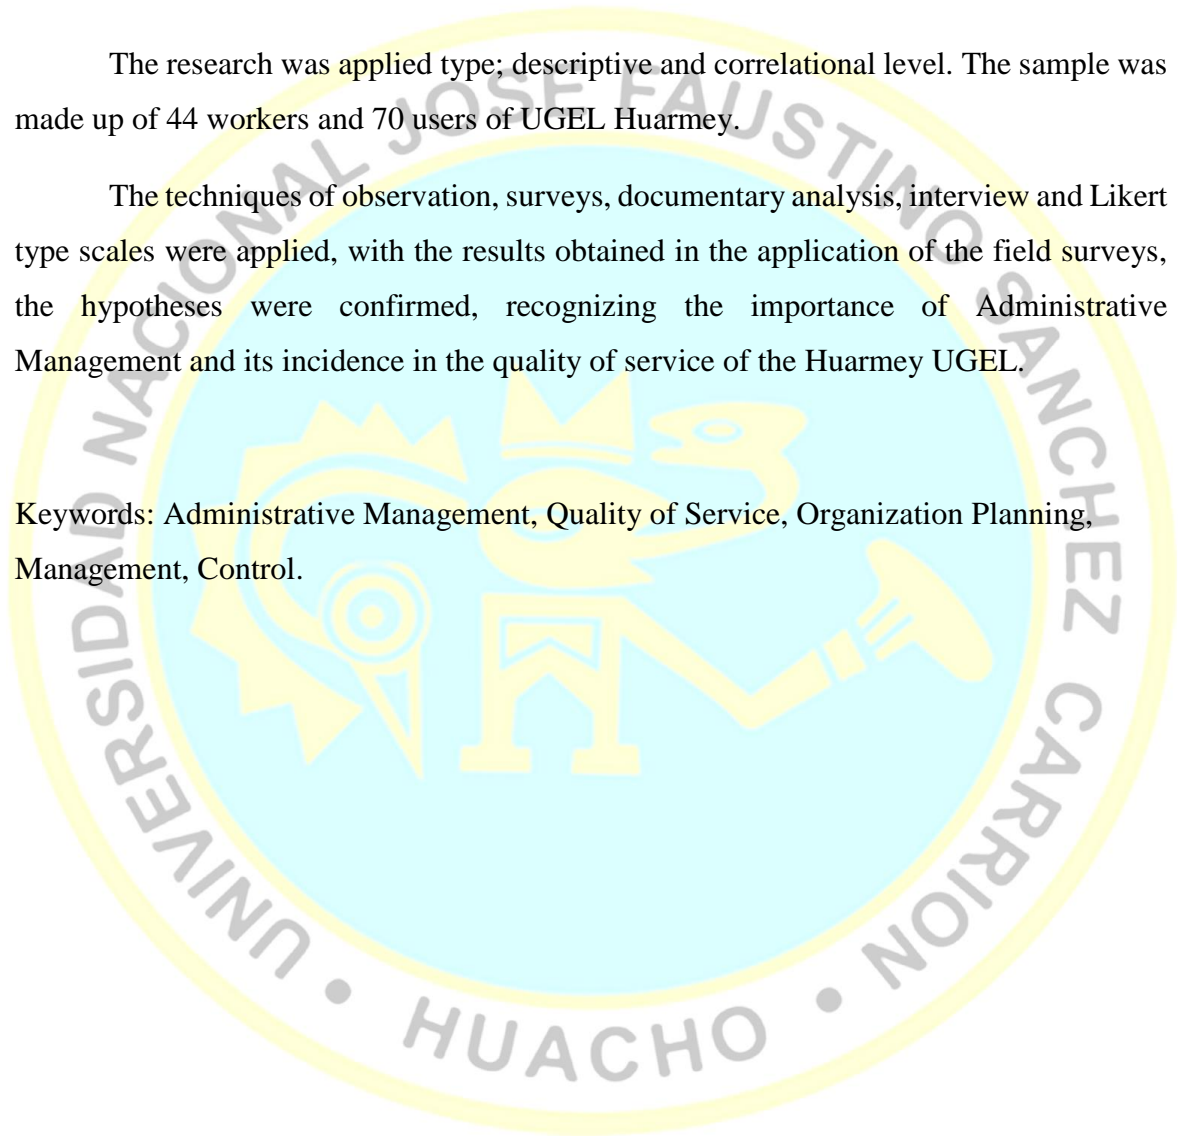 The research was applied type; descriptive and correlational level. The sample was
made up of 44 workers and 70 users of UGEL Huarmey.
The techniques of observation, surveys, documentary analysis, interview and Likert
type scales were applied, with the results obtained in the application of the field surveys,
the hypotheses were confirmed, recognizing the importance of Administrative
Management and its incidence in the quality of service of the Huarmey UGEL.
Keywords: Administrative Management, Quality of Service, Organization Planning,
Management, Control.
UNIVERSIDAD NACIONAL JOSE FAUSTINO SANCHEZ CARRION
• HUACHO •